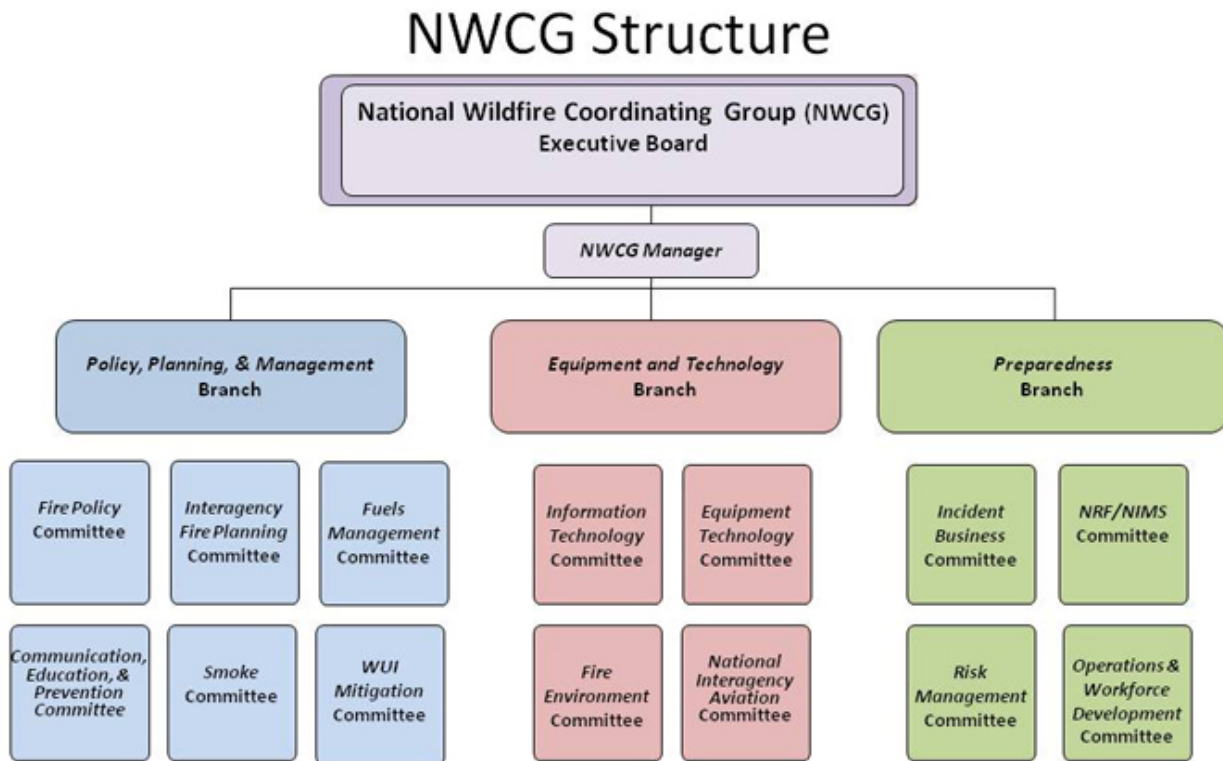 NWCG Structure
National Wildfire Coordinating Group (NWCG)
Executive Board
NWCG Manager
Policy, Planning, & Management
Branch
Equipment and Technology
Branch
Preparedness
Branch
Fire Policy
Committee
Interagency
Fire Planning
Committee
Fuels
Management
Committee
Information
Technology
Committee
Equipment
Technology
Committee
Incident
Business
Committee
NRF/NIMS
Committee
Communication,
Education, &
Prevention
Committee
Smoke
Committee
WUI
Mitigation
Committee
Fire
Environment
Committee
National
Interagency
Aviation
Committee
Risk
Management
Committee
Operations &
Workforce
Development
Committee